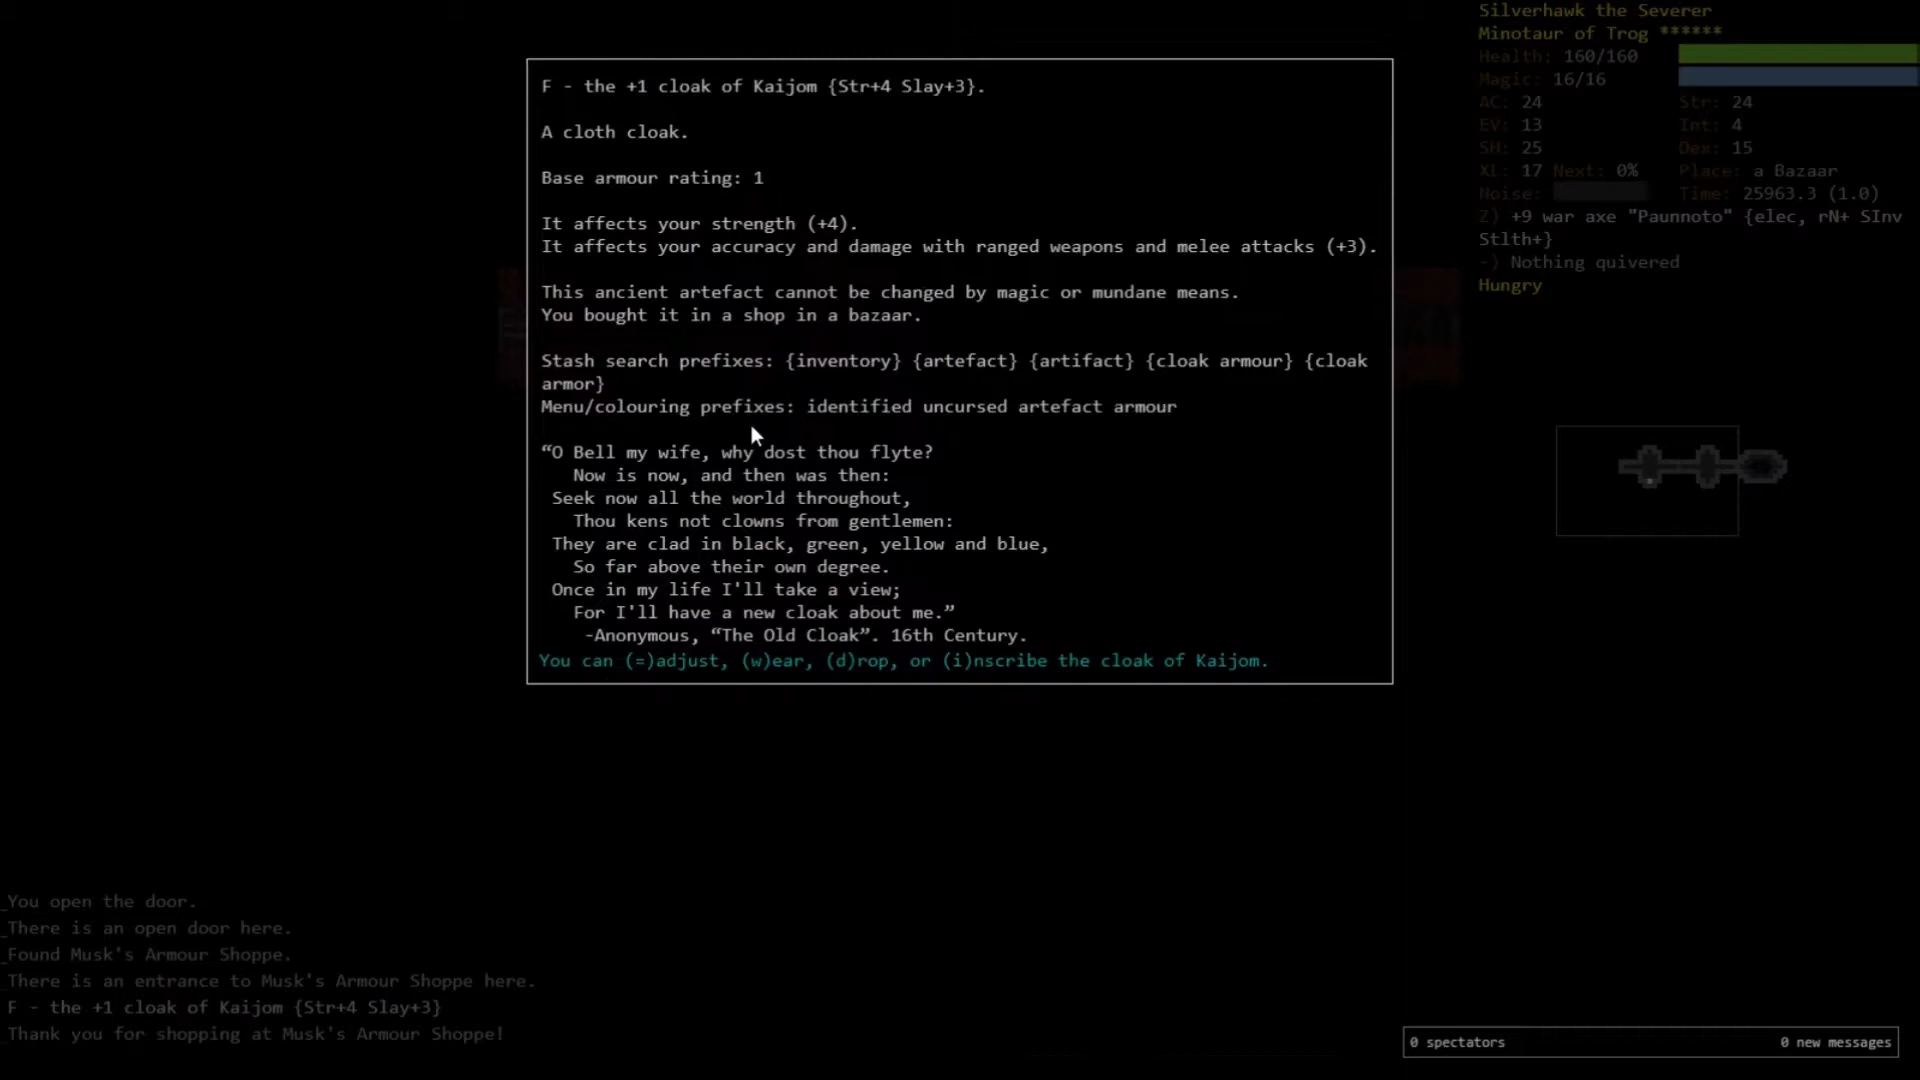 F - the +1 cloak of Kaijom {Str+4 Slay+3}.
A cloth cloak.
Base armour rating: 1
It affects your strength (+4).
It affects your accuracy and damage with ranged weapons and melee attacks (+3).
This ancient artefact cannot be changed by magic or mundane means.
You bought it in a shop in a bazaar.
Stash search prefixes: {inventory} {artefact} {artifact} {cloak armour} {cloak
armor}
Menu/colouring prefixes: identified uncursed artefact armour
“O Bell my wife, why dost thou flyte?
Now is now, and then was then:
Seek now all the world throughout,
Thou kens not clowns from gentlemen:
They are clad in black, green, yellow and blue,
So far above their own degree.
Once in my life I'll take a view;
For I'll have a new cloak about me.”
-Anonymous, “The Old Cloak”. 16th Century.
You can (=)adjust, (w)ear, (d)rop, or (i)nscribe the cloak of Kaijom.
Silverhawk the Severer
Minotaur of Trog ******
Health: 160/160
Magic: 16/16
AC: 24 Str: 24
EV: 13 Int: 4
SH: 25 Dex: 15
XL: 17 Next: 0% Place: a Bazaar
Noise: Time: 25963.3 (1.0)
Z) +9 war axe "Paunnoto" {elec, rN+ SInv
Stlth+}
-) Nothing quivered
Hungry
_You open the door.
_There is an open door here.
_Found Musk's Armour Shoppe.
There is an entrance to Musk's Armour Shoppe here.
F - the +1 cloak of Kaijom {Str+4 Slay+3}
_Thank you for shopping at Musk's Armour Shoppe!
0 spectators 0 new messages